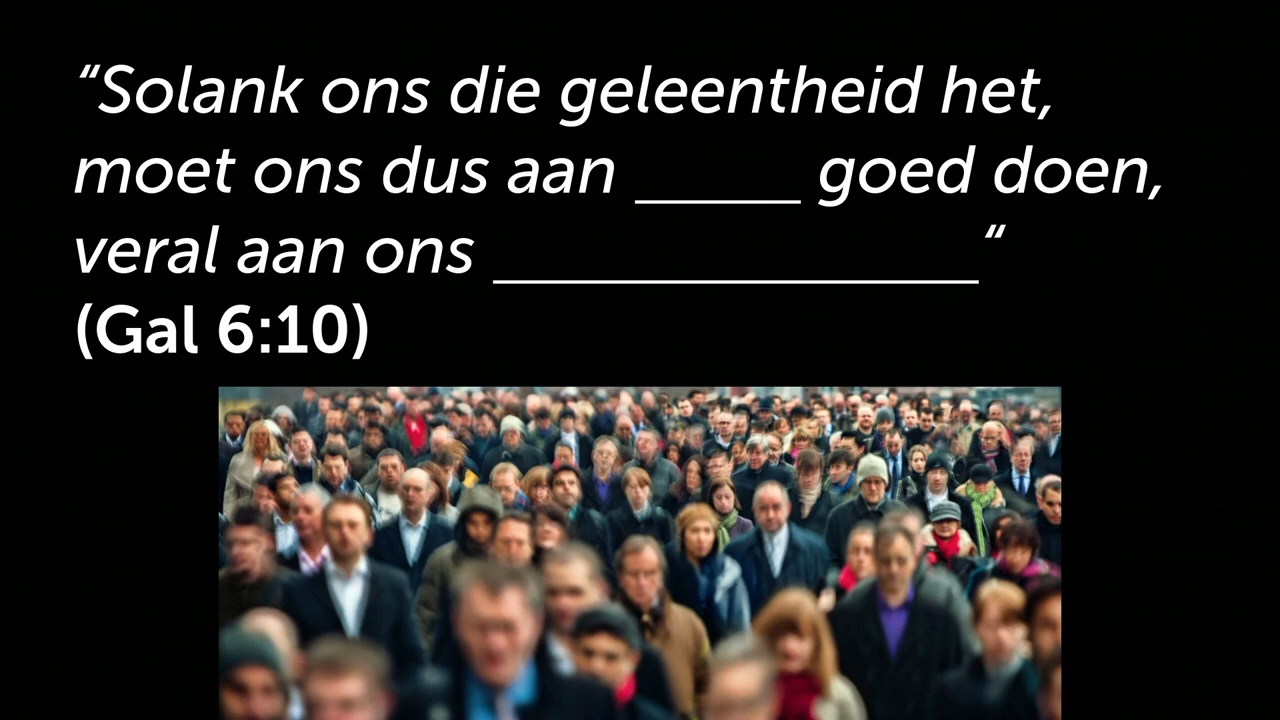 “Solank ons die geleentheid het,
moet ons dus aan _____ goed doen,
veral aan ons _______________“
(Gal 6:10)